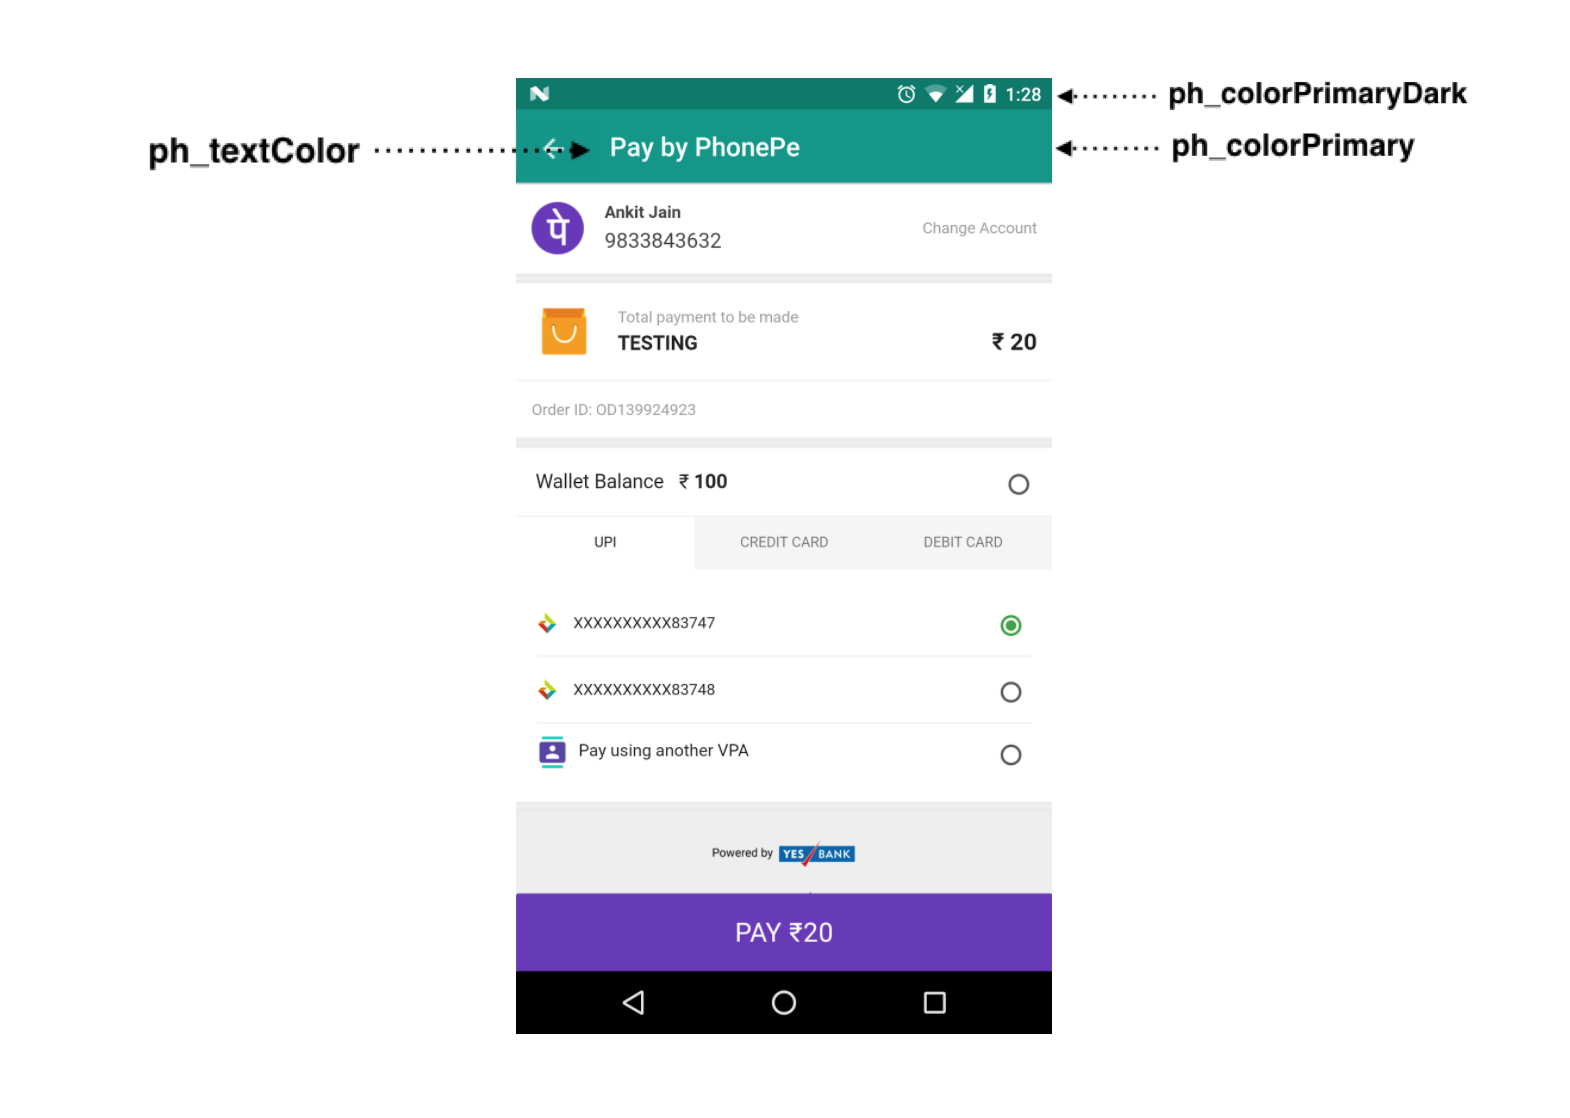 1:28
ph_colorPrimaryDark
ph_textColor
Pay by PhonePe
ph_colorPrimary
पे
Ankit Jain
9833843632
Change Account
Total payment to be made
TESTING
₹ 20
Order ID: OD139924923
Wallet Balance ₹ 100
UPI
CREDIT CARD
DEBIT CARD
XXXXXXXXXX83747
XXXXXXXXXX83748
Pay using another VPA
Powered by YES BANK
PAY ₹20